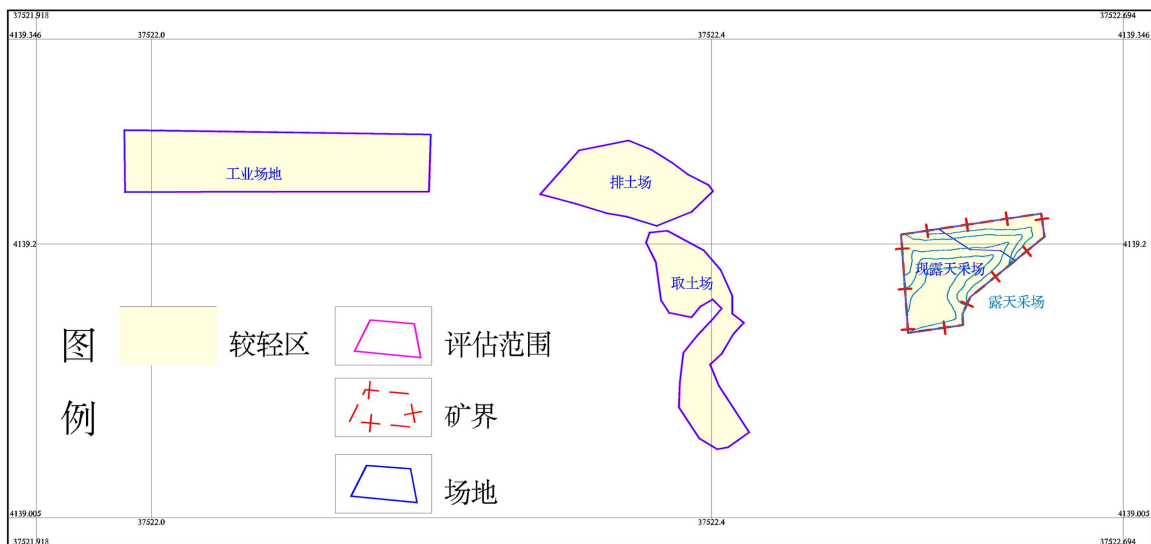 37521.918
37522.694
4139.346
37522.0
37522.4
4139.346
工业场地
排土场
4139.2
4139.2
取土场
现露天采场
露天采场
图
例
较轻区
评估范围
矿界
场地
4139.005
37522.0
37522.4
4139.005
37521.918
37522.694